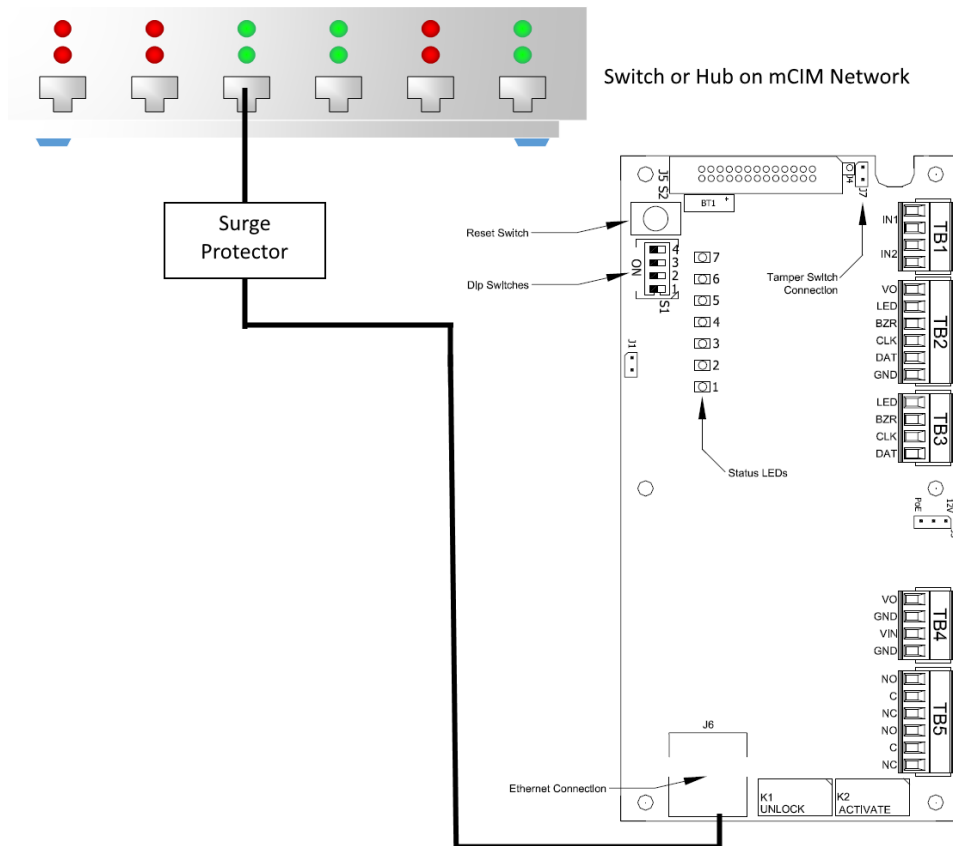 Switch or Hub on mCIM Network
Surge
Protector
J5 S2
BT1 +
J4
J7
Reset Switch
4
3
2
1
ON
S1
Dip Switches
Tamper Switch
Connection
IN1
IN2
TB1
VO
LED
BZR
CLK
DAT
GND
TB2
7
6
5
4
3
2
1
J1
LED
BZR
CLK
DAT
TB3
Status LEDs
PoE
12V
VO
GND
VIN
GND
TB4
NO
C
NC
NO
C
NC
TB5
J6
Ethernet Connection
K1
UNLOCK
K2
ACTIVATE